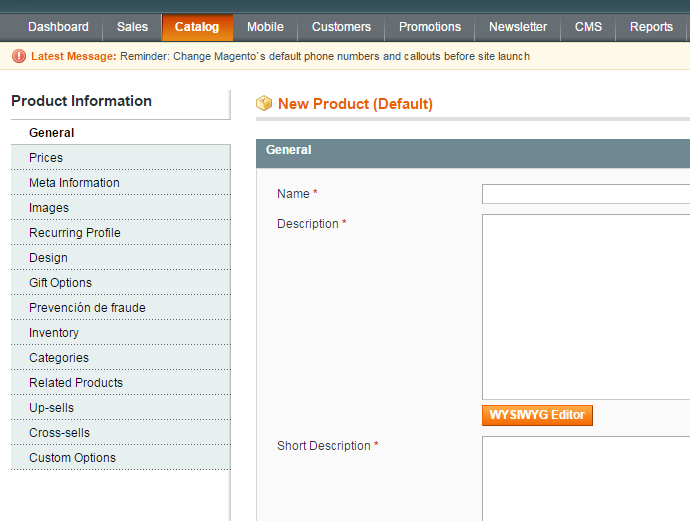 Dashboard Sales Catalog Mobile Customers Promotions Newsletter CMS Reports
Latest Message: Reminder: Change Magento`s default phone numbers and callouts before site launch
Product Information
General
Prices
Meta Information
Images
Recurring Profile
Design
Gift Options
Prevención de fraude
Inventory
Categories
Related Products
Up-sells
Cross-sells
Custom Options
New Product (Default)
General
Name *
Description *
WYSIWYG Editor
Short Description *